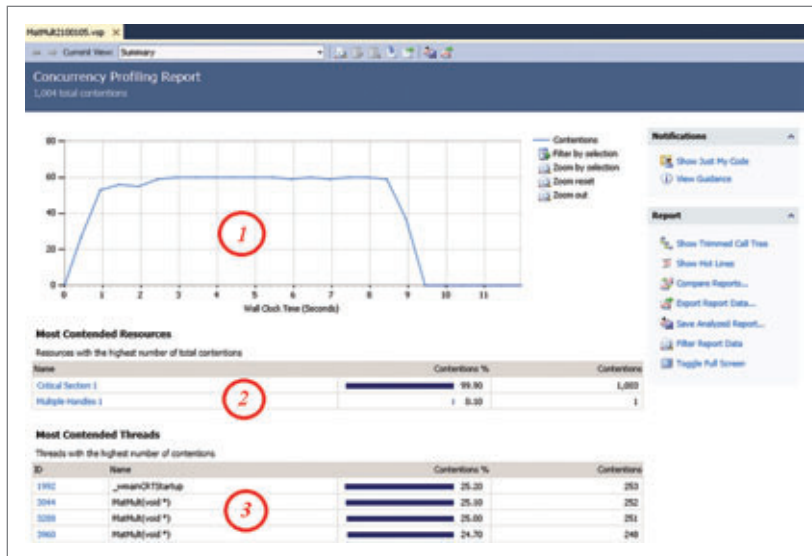 MatMult2100105.vsp
Current View: Summary
Concurrency Profiling Report
1,004 total contentions
80
60
40
20
0
0 1 2 3 4 5 6 7 8 9 10 11
Wall Clock Time (Seconds)
1
Contentions
Filter by selection
Zoom by selection
Zoom reset
Zoom out
Notifications
Show Just My Code
View Guidance
Report
Show Trimmed Call Tree
Show Hot Lines
Compare Reports...
Export Report Data...
Save Analyzed Report...
Filter Report Data
Toggle Full Screen
Most Contended Resources
Resources with the highest number of total contentions
Name Contentions % Contentions
Critical Section 1 99.90 1,003
Multiple Handles 1 0.10 1
2
Most Contended Threads
Threads with the highest number of contentions
ID Name Contentions % Contentions
1992 _wmainCRTStartup 25.20 253
3044 MatMult(void *) 25.10 252
3288 MatMult(void *) 25.00 251
3960 MatMult(void *) 24.70 248
3